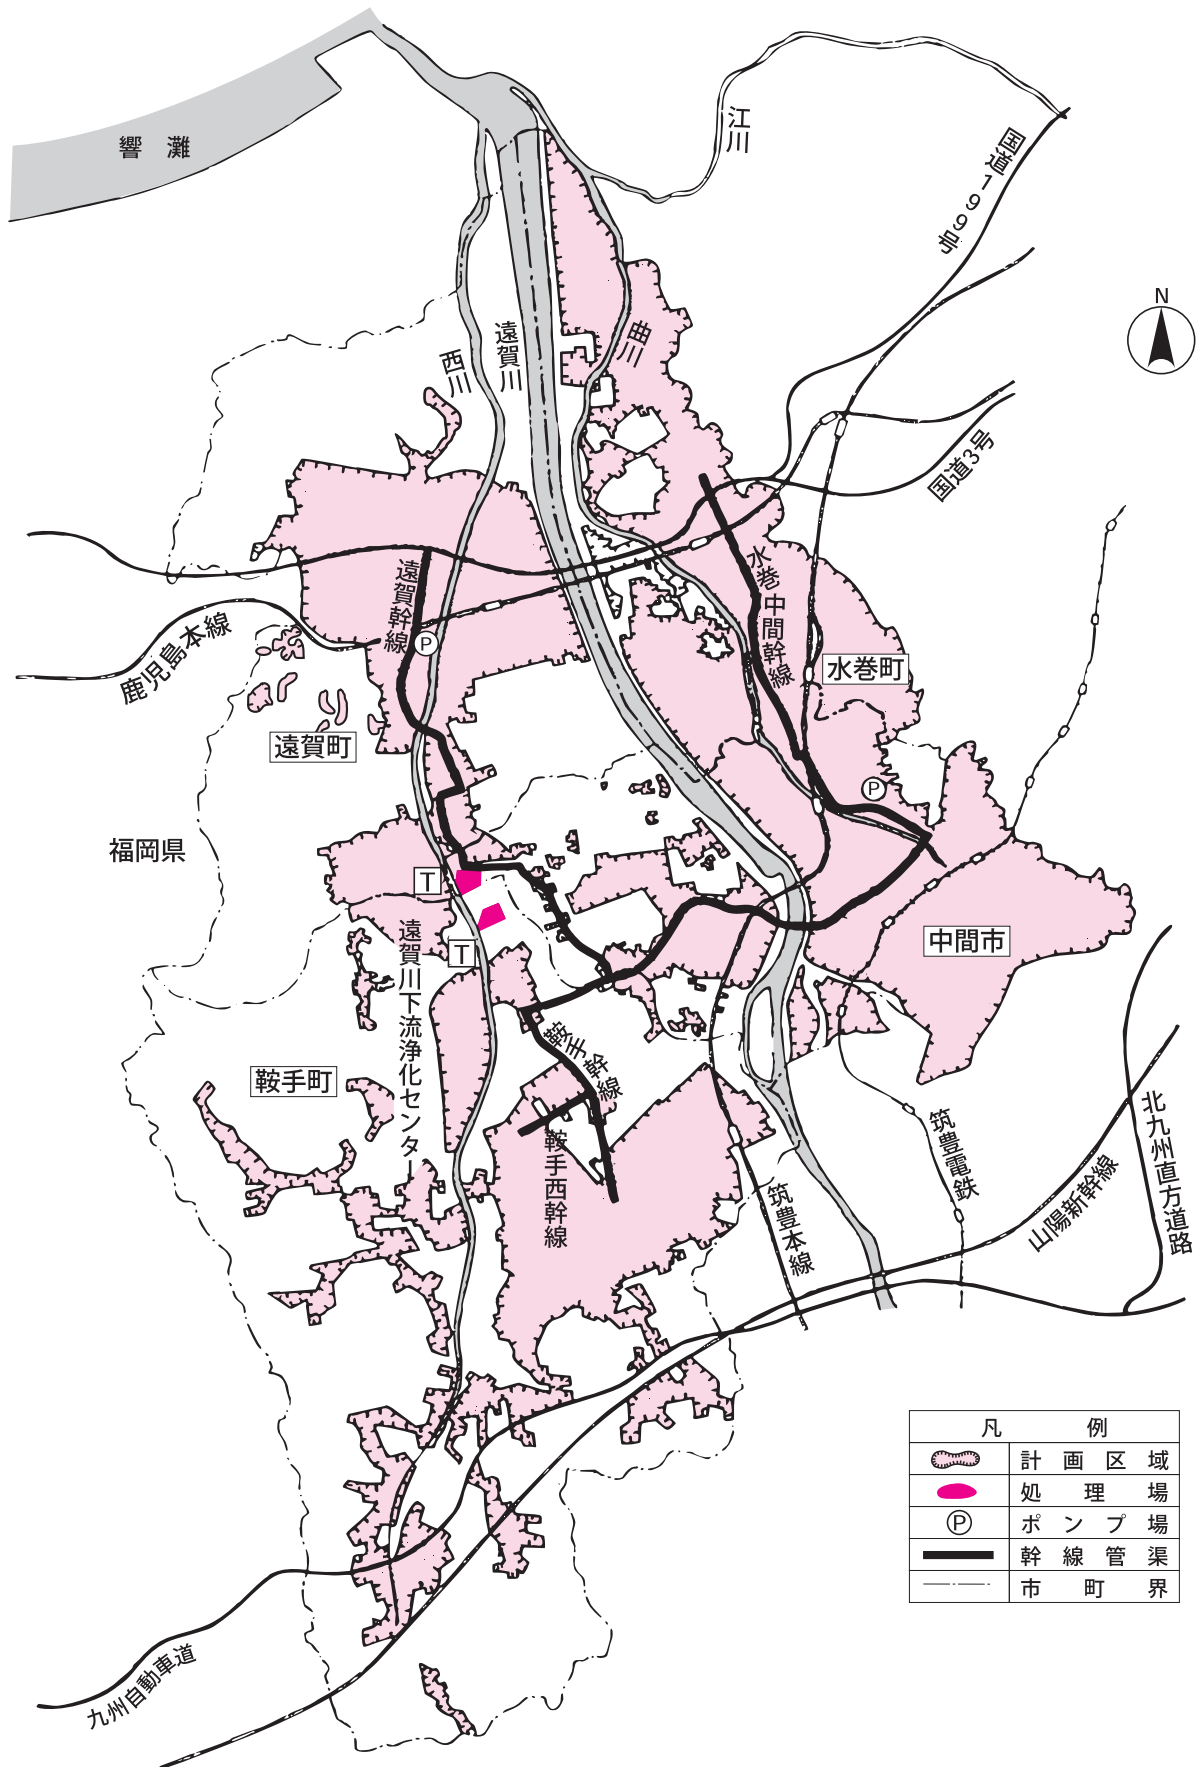 響灘
江川
国道199号
N
曲川
遠賀川
西川
国道3号
水巻中間幹線
遠賀幹線
P
鹿児島本線
水巻町
遠賀町
P
福岡県
T
T
中間市
遠賀川下流浄化センター
鞍手幹線
鞍手町
鞍手西幹線
筑豊本線
筑豊電鉄
山陽新幹線
北九州直方道路
九州自動車道
凡例
計画区域
処理場
P ポンプ場
幹線管渠
市町界